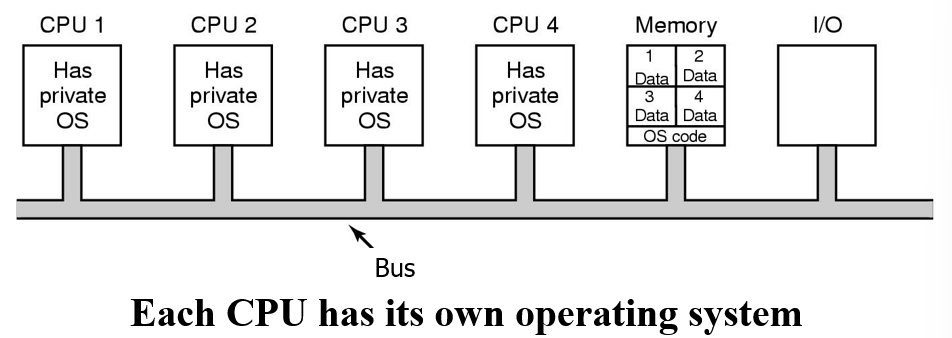 CPU 1
Has
private
OS
CPU 2
Has
private
OS
CPU 3
Has
private
OS
CPU 4
Has
private
OS
Memory
1
Data
2
Data
3
Data
4
Data
OS code
I/O
Bus
Each CPU has its own operating system